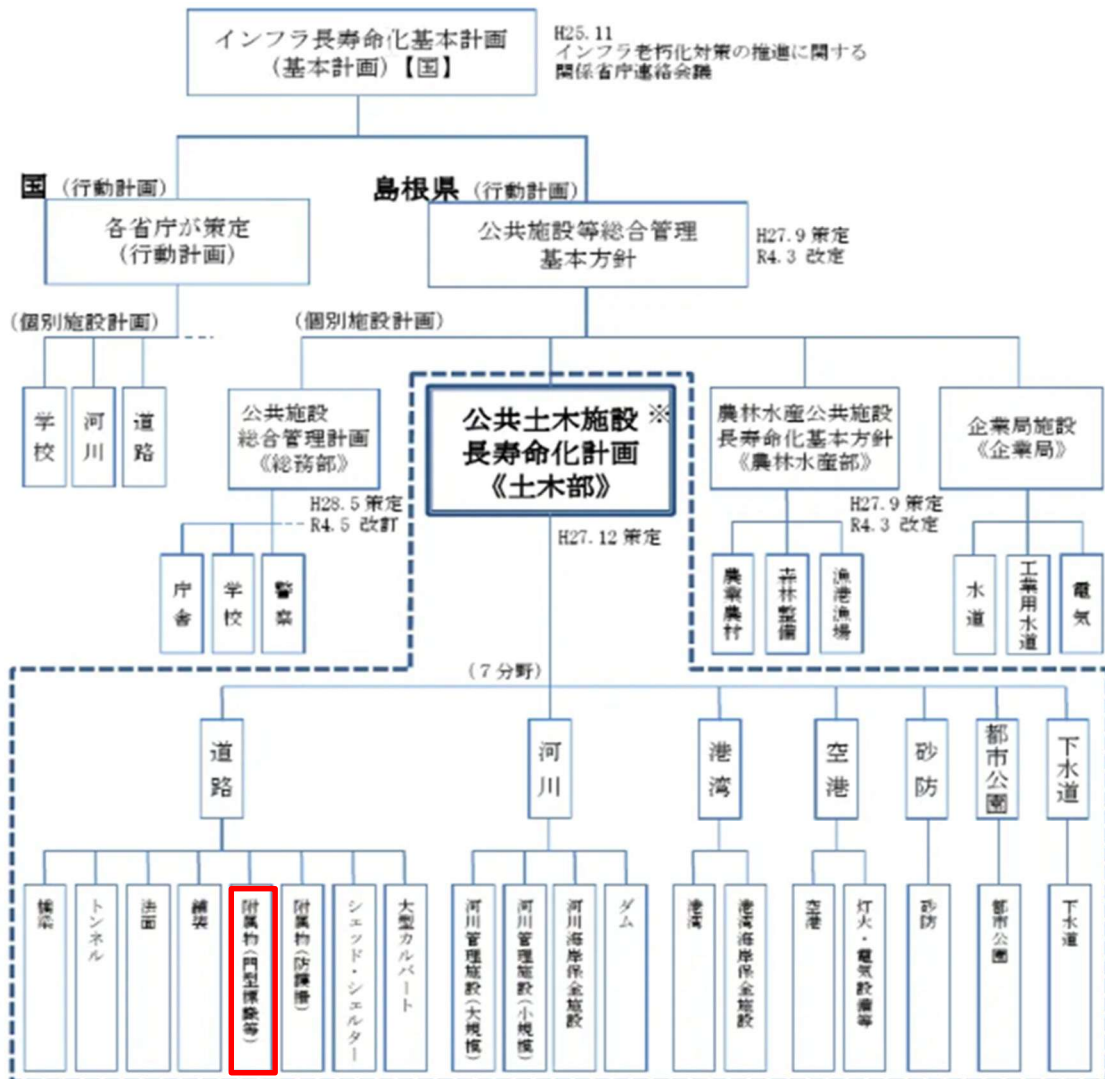 インフラ長寿命化基本計画
(基本計画)【国】
H25.11
インフラ老朽化対策の推進に関する
関係省庁連絡会議
国 (行動計画)
各省庁が策定
(行動計画)
島根県 (行動計画)
公共施設等総合管理
基本方針
H27.9 策定
R4.3 改定
(個別施設計画)
学校
河川
道路
(個別施設計画)
公共施設
総合管理計画
《総務部》
H28.5 策定
R4.5 改訂
庁舎
学校
警察
公共土木施設※
長寿命化計画
《土木部》
H27.12 策定
農林水産公共施設
長寿命化基本方針
《農林水産部》
H27.9 策定
R4.3 改定
農業農村
森林整備
漁港漁場
企業局施設
《企業局》
水道
工業用水道
電気
(7分野)
道路
河川
港湾
空港
砂防
都市公園
下水道
橋梁
トンネル
法面
舗装
附属物(門型標識等)
附属物(防護柵)
シェッド・シェルター
大型カルバート
河川管理施設(大規模)
河川管理施設(小規模)
河川海岸保全施設
ダム
港湾
港湾海岸保全施設
空港
灯火・電気設備等
砂防
都市公園
下水道